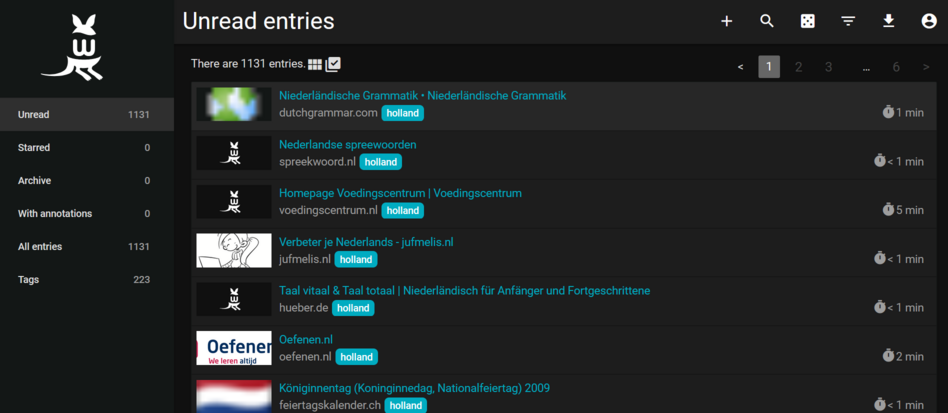 Unread entries
There are 1131 entries.
< 1 2 3 ... 6 >
Unread 1131
Starred 0
Archive 0
With annotations 0
All entries 1131
Tags 223
Niederländische Grammatik • Niederländische Grammatik
dutchgrammar.com holland 1 min
Nederlandse spreewoorden
spreekwoord.nl holland < 1 min
Homepage Voedingscentrum | Voedingscentrum
voedingscentrum.nl holland 5 min
Verbeter je Nederlands - jufmelis.nl
jufmelis.nl holland < 1 min
Taal vitaal & Taal totaal | Niederländisch für Anfänger und Fortgeschrittene
hueber.de holland < 1 min
Oefenen
We leren altijd
Oefenen.nl
oefenen.nl holland 2 min
Königinnentag (Koninginnedag, Nationalfeiertag) 2009
feiertagskalender.ch holland < 1 min